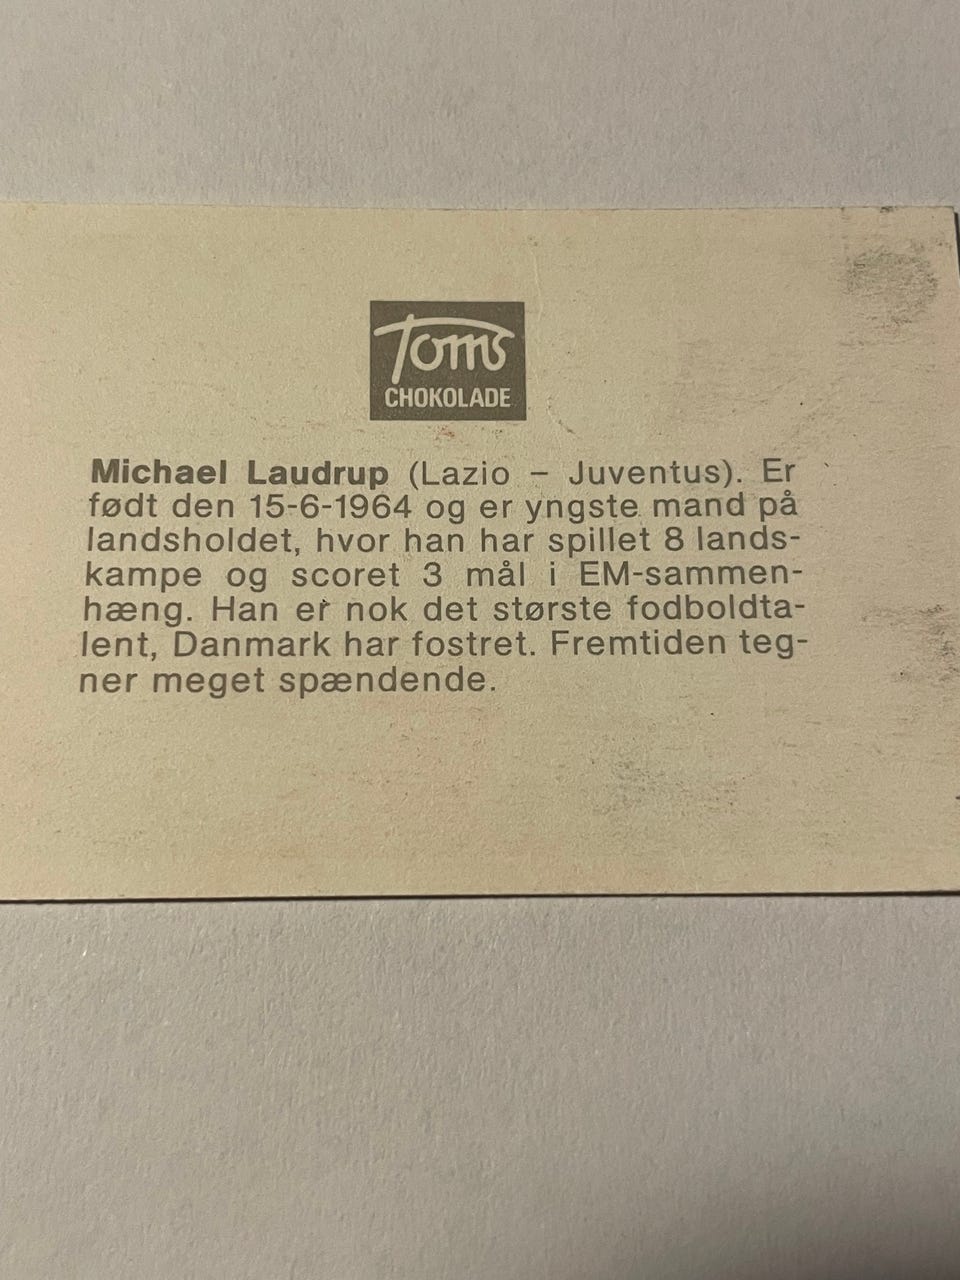 Toms
CHOKOLADE
Michael Laudrup (Lazio – Juventus). Er
født den 15-6-1964 og er yngste mand på
landsholdet, hvor han har spillet 8 lands-
kampe og scoret 3 mål i EM-sammen-
hæng. Han er nok det største fodboldta-
lent, Danmark har fostret. Fremtiden teg-
ner meget spændende.